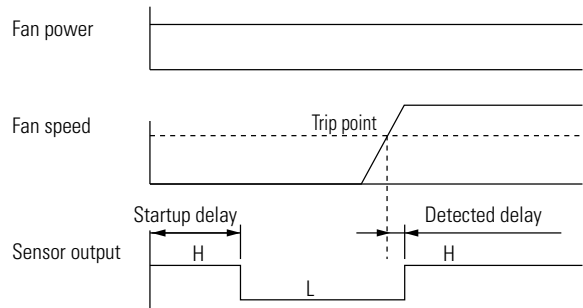 Fan power
Fan speed
Trip point
Startup delay
Detected delay
Sensor output
H
L
H